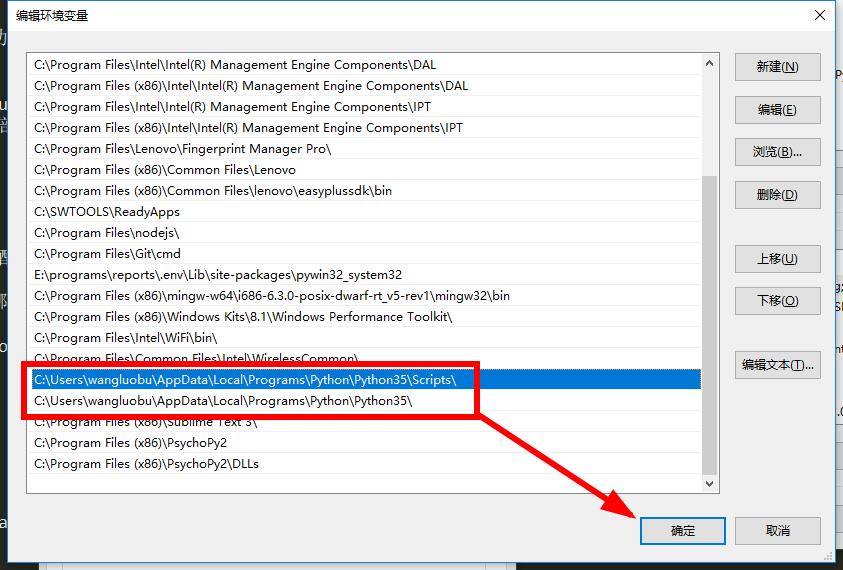 编辑环境变量
C:\Program Files\Intel\Intel(R) Management Engine Components\DAL
C:\Program Files (x86)\Intel\Intel(R) Management Engine Components\DAL
C:\Program Files\Intel\Intel(R) Management Engine Components\IPT
C:\Program Files (x86)\Intel\Intel(R) Management Engine Components\IPT
C:\Program Files\Lenovo\Fingerprint Manager Pro\
C:\Program Files (x86)\Common Files\Lenovo
C:\Program Files (x86)\Common Files\lenovo\easyplussdk\bin
C:\SWTOOLS\ReadyApps
C:\Program Files\nodejs\
C:\Program Files\Git\cmd
E:\programs\reports\.env\Lib\site-packages\pywin32_system32
C:\Program Files (x86)\mingw-w64\i686-6.3.0-posix-dwarf-rt_v5-rev1\mingw32\bin
C:\Program Files (x86)\Windows Kits\8.1\Windows Performance Toolkit\
C:\Program Files\Intel\WiFi\bin\
C:\Program Files\Common Files\Intel\WirelessCommon\
C:\Users\wangluobu\AppData\Local\Programs\Python\Python35\Scripts\
C:\Users\wangluobu\AppData\Local\Programs\Python\Python35\
C:\Program Files (x86)\Sublime Text 3\
C:\Program Files (x86)\PsychoPy2
C:\Program Files (x86)\PsychoPy2\DLLs
新建(N)
编辑(E)
浏览(B)...
删除(D)
上移(U)
下移(O)
编辑文本(T)...
确定
取消